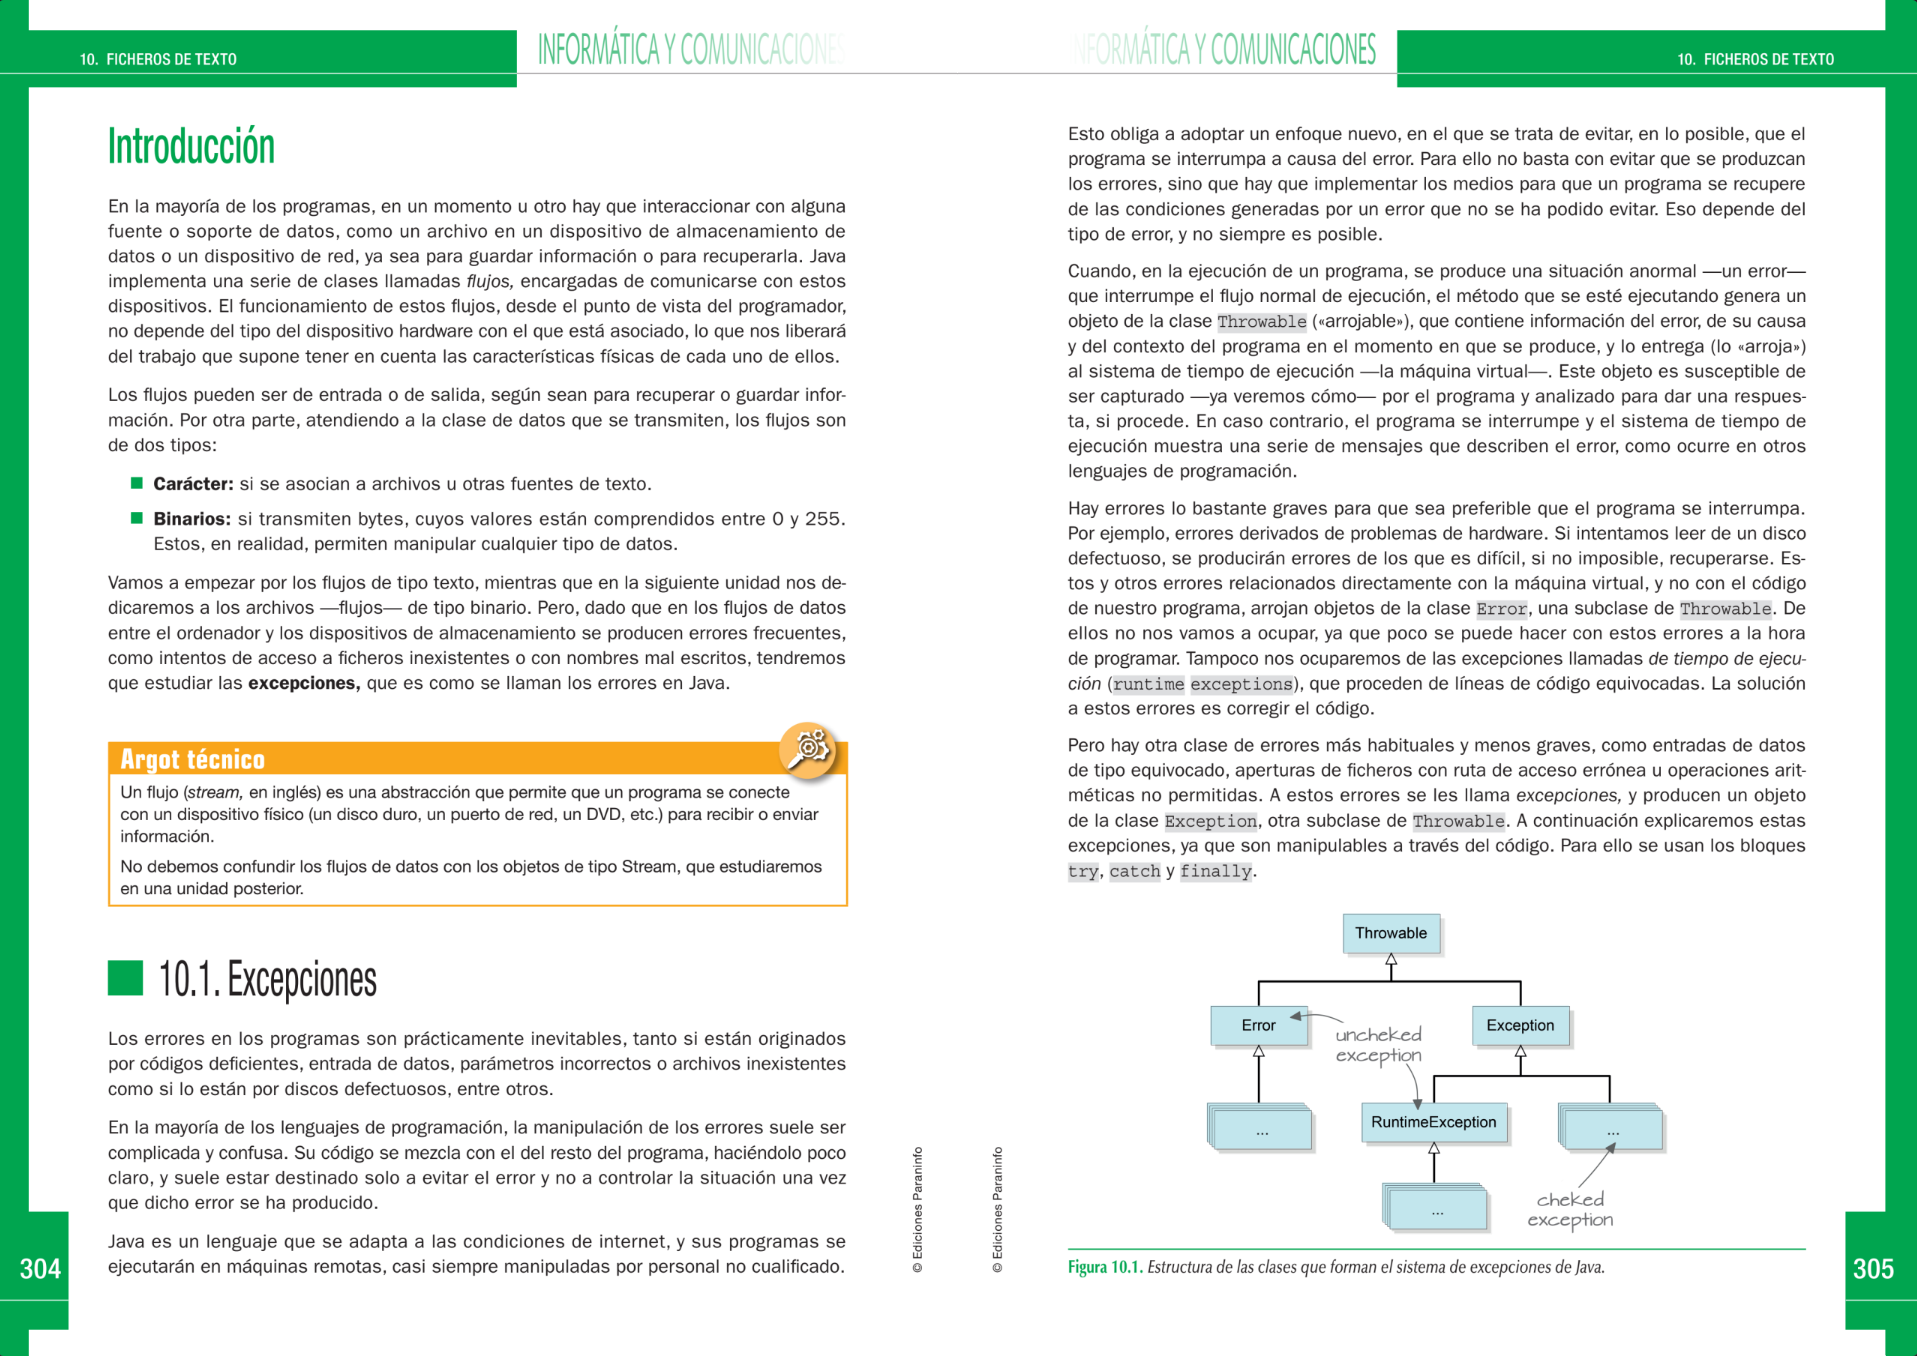 10. FICHEROS DE TEXTO
INFORMÁTICA Y COMUNICACIONES
Introducción
En la mayoría de los programas, en un momento u otro hay que interaccionar con alguna
fuente o soporte de datos, como un archivo en un dispositivo de almacenamiento de
datos o un dispositivo de red, ya sea para guardar información o para recuperarla. Java
implementa una serie de clases llamadas flujos, encargadas de comunicarse con estos
dispositivos. El funcionamiento de estos flujos, desde el punto de vista del programador,
no depende del tipo del dispositivo hardware con el que está asociado, lo que nos liberará
del trabajo que supone tener en cuenta las características físicas de cada uno de ellos.
Los flujos pueden ser de entrada o de salida, según sean para recuperar o guardar infor-
mación. Por otra parte, atendiendo a la clase de datos que se transmiten, los flujos son
de dos tipos:
Carácter: si se asocian a archivos u otras fuentes de texto.
Binarios: si transmiten bytes, cuyos valores están comprendidos entre 0 y 255.
Estos, en realidad, permiten manipular cualquier tipo de datos.
Vamos a empezar por los flujos de tipo texto, mientras que en la siguiente unidad nos de-
dicaremos a los archivos —flujos— de tipo binario. Pero, dado que en los flujos de datos
entre el ordenador y los dispositivos de almacenamiento se producen errores frecuentes,
como intentos de acceso a ficheros inexistentes o con nombres mal escritos, tendremos
que estudiar las excepciones, que es como se llaman los errores en Java.
Argot técnico
Un flujo (stream, en inglés) es una abstracción que permite que un programa se conecte
con un dispositivo físico (un disco duro, un puerto de red, un DVD, etc.) para recibir o enviar
información.
No debemos confundir los flujos de datos con los objetos de tipo Stream, que estudiaremos
en una unidad posterior.
10.1. Excepciones
Los errores en los programas son prácticamente inevitables, tanto si están originados
por códigos deficientes, entrada de datos, parámetros incorrectos o archivos inexistentes
como si lo están por discos defectuosos, entre otros.
En la mayoría de los lenguajes de programación, la manipulación de los errores suele ser
complicada y confusa. Su código se mezcla con el del resto del programa, haciéndolo poco
claro, y suele estar destinado solo a evitar el error y no a controlar la situación una vez
que dicho error se ha producido.
Java es un lenguaje que se adapta a las condiciones de internet, y sus programas se
ejecutarán en máquinas remotas, casi siempre manipuladas por personal no cualificado.
304
© Ediciones Paraninfo
INFORMÁTICA Y COMUNICACIONES
10. FICHEROS DE TEXTO
Esto obliga a adoptar un enfoque nuevo, en el que se trata de evitar, en lo posible, que el
programa se interrumpa a causa del error. Para ello no basta con evitar que se produzcan
los errores, sino que hay que implementar los medios para que un programa se recupere
de las condiciones generadas por un error que no se ha podido evitar. Eso depende del
tipo de error, y no siempre es posible.
Cuando, en la ejecución de un programa, se produce una situación anormal —un error—
que interrumpe el flujo normal de ejecución, el método que se esté ejecutando genera un
objeto de la clase Throwable («arrojable»), que contiene información del error, de su causa
y del contexto del programa en el momento en que se produce, y lo entrega (lo «arroja»)
al sistema de tiempo de ejecución —la máquina virtual—. Este objeto es susceptible de
ser capturado —ya veremos cómo— por el programa y analizado para dar una respues-
ta, si procede. En caso contrario, el programa se interrumpe y el sistema de tiempo de
ejecución muestra una serie de mensajes que describen el error, como ocurre en otros
lenguajes de programación.
Hay errores lo bastante graves para que sea preferible que el programa se interrumpa.
Por ejemplo, errores derivados de problemas de hardware. Si intentamos leer de un disco
defectuoso, se producirán errores de los que es difícil, si no imposible, recuperarse. Es-
tos y otros errores relacionados directamente con la máquina virtual, y no con el código
de nuestro programa, arrojan objetos de la clase Error, una subclase de Throwable. De
ellos no nos vamos a ocupar, ya que poco se puede hacer con estos errores a la hora
de programar. Tampoco nos ocuparemos de las excepciones llamadas de tiempo de ejecu-
ción (runtime exceptions), que proceden de líneas de código equivocadas. La solución
a estos errores es corregir el código.
Pero hay otra clase de errores más habituales y menos graves, como entradas de datos
de tipo equivocado, aperturas de ficheros con ruta de acceso errónea u operaciones arit-
méticas no permitidas. A estos errores se les llama excepciones, y producen un objeto
de la clase Exception, otra subclase de Throwable. A continuación explicaremos estas
excepciones, ya que son manipulables a través del código. Para ello se usan los bloques
try, catch y finally.
Throwable
Error
uncheked
exception
Exception
...
RuntimeException
...
...
cheked
exception
Figura 10.1. Estructura de las clases que forman el sistema de excepciones de Java.
© Ediciones Paraninfo
305